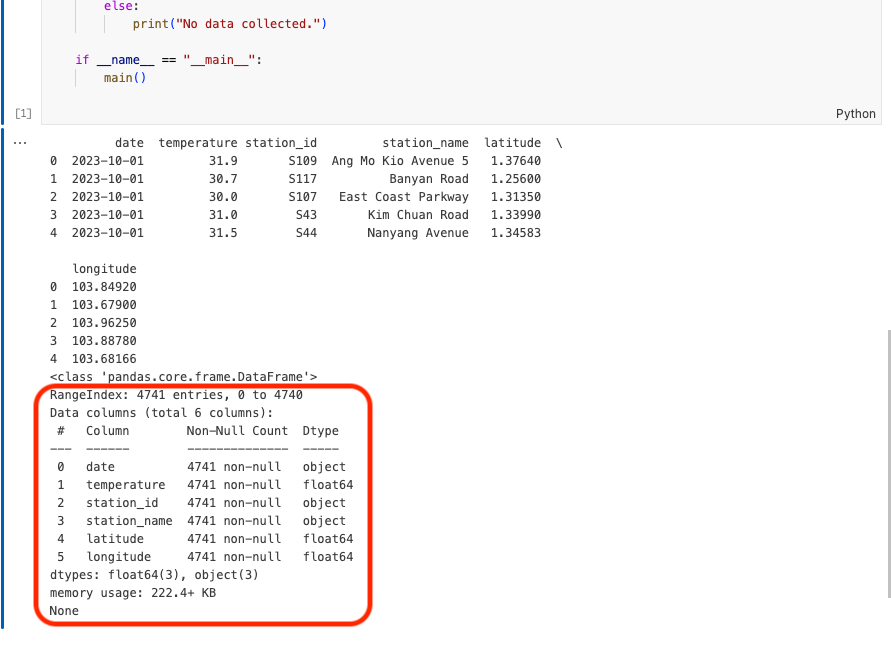 else:
print("No data collected.")
if __name__ == "__main__":
main()
[1]
Python
...
date temperature station_id station_name latitude \
0 2023-10-01 31.9 S109 Ang Mo Kio Avenue 5 1.37640
1 2023-10-01 30.7 S117 Banyan Road 1.25600
2 2023-10-01 30.0 S107 East Coast Parkway 1.31350
3 2023-10-01 31.0 S43 Kim Chuan Road 1.33990
4 2023-10-01 31.5 S44 Nanyang Avenue 1.34583
longitude
0 103.84920
1 103.67900
2 103.96250
3 103.88780
4 103.68166
<class 'pandas.core.frame.DataFrame'>
RangeIndex: 4741 entries, 0 to 4740
Data columns (total 6 columns):
# Column Non-Null Count Dtype
--- ------ -------------- -----
0 date 4741 non-null object
1 temperature 4741 non-null float64
2 station_id 4741 non-null object
3 station_name 4741 non-null object
4 latitude 4741 non-null float64
5 longitude 4741 non-null float64
dtypes: float64(3), object(3)
memory usage: 222.4+ KB
None